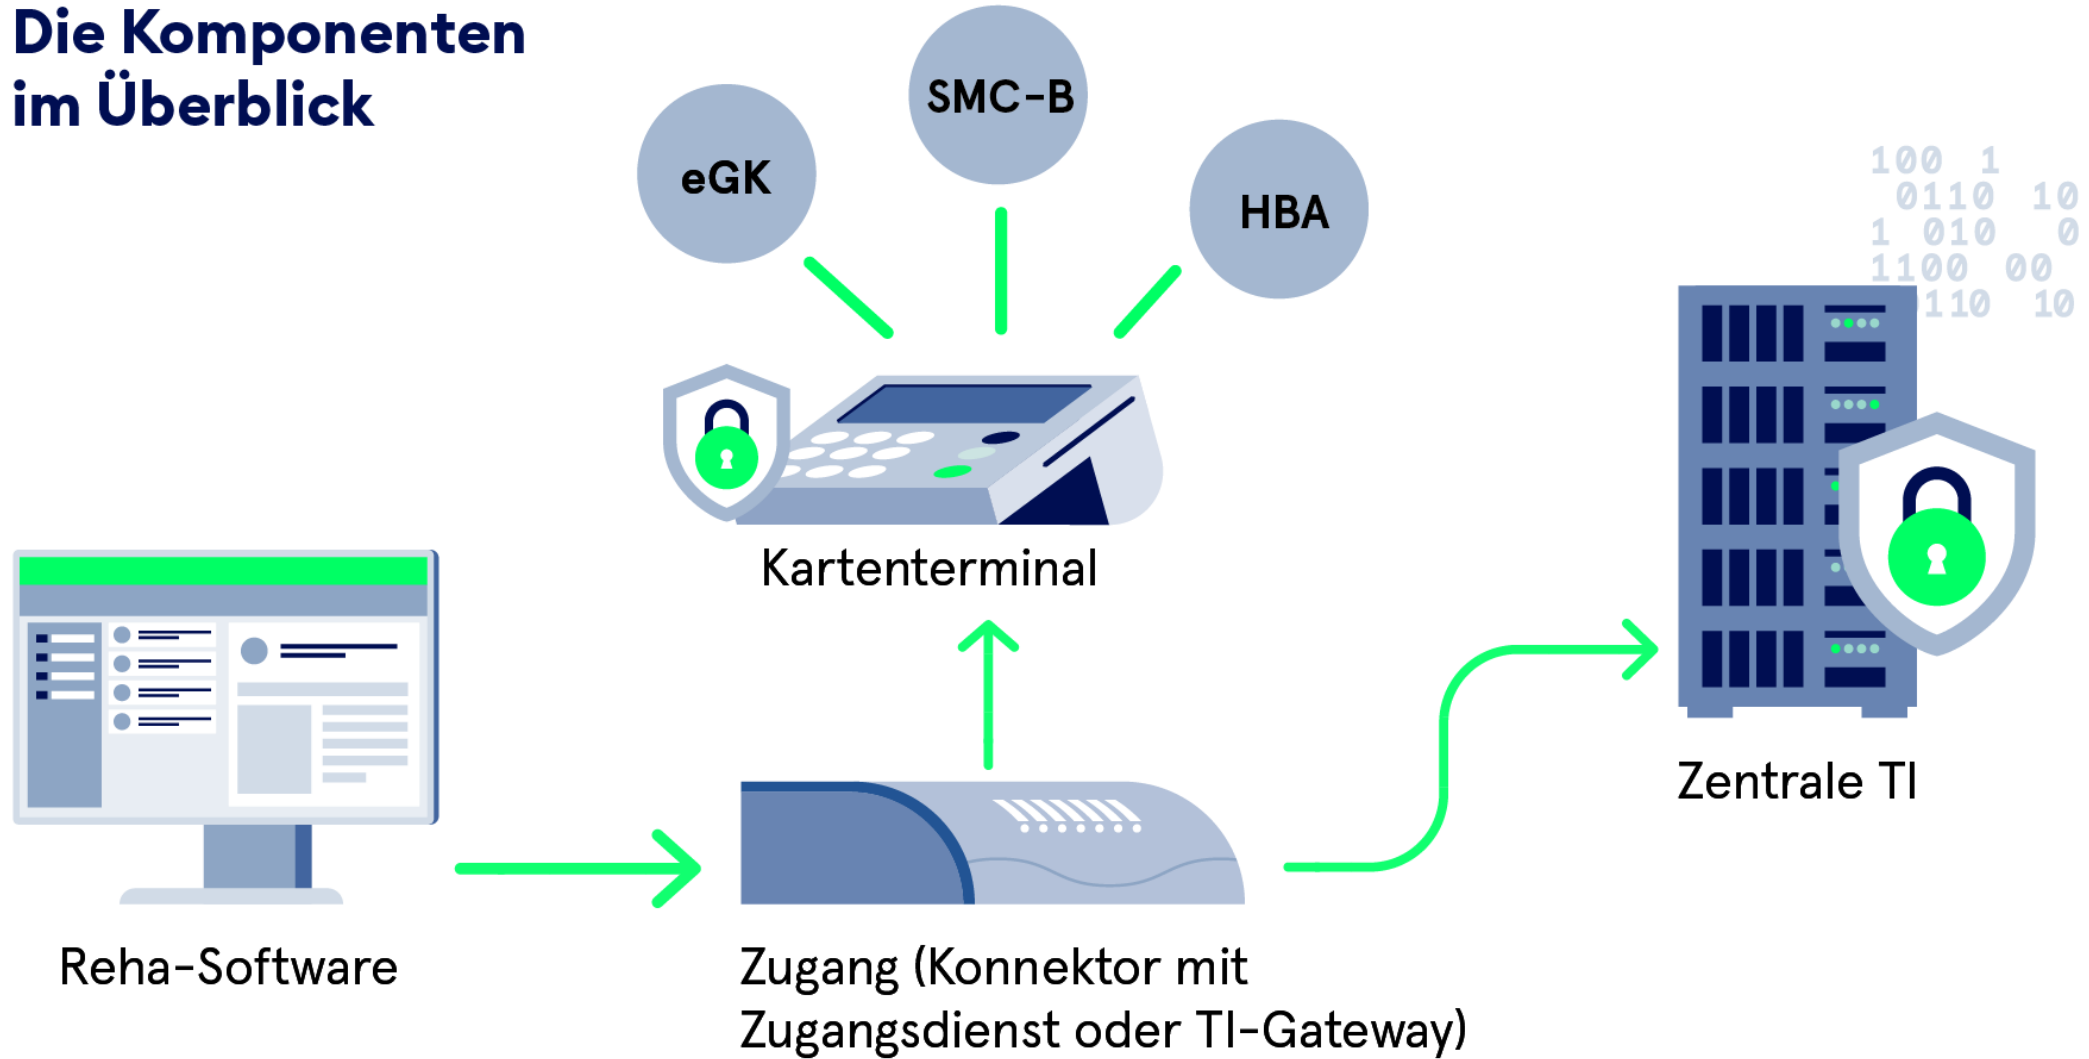 Die Komponenten
im Überblick
eGK
SMC-B
HBA
100 1
0110 10
1 010 0
1100 00
110 10
Kartenterminal
Zentrale TI
Reha-Software
Zugang (Konnektor mit
Zugangsdienst oder TI-Gateway)